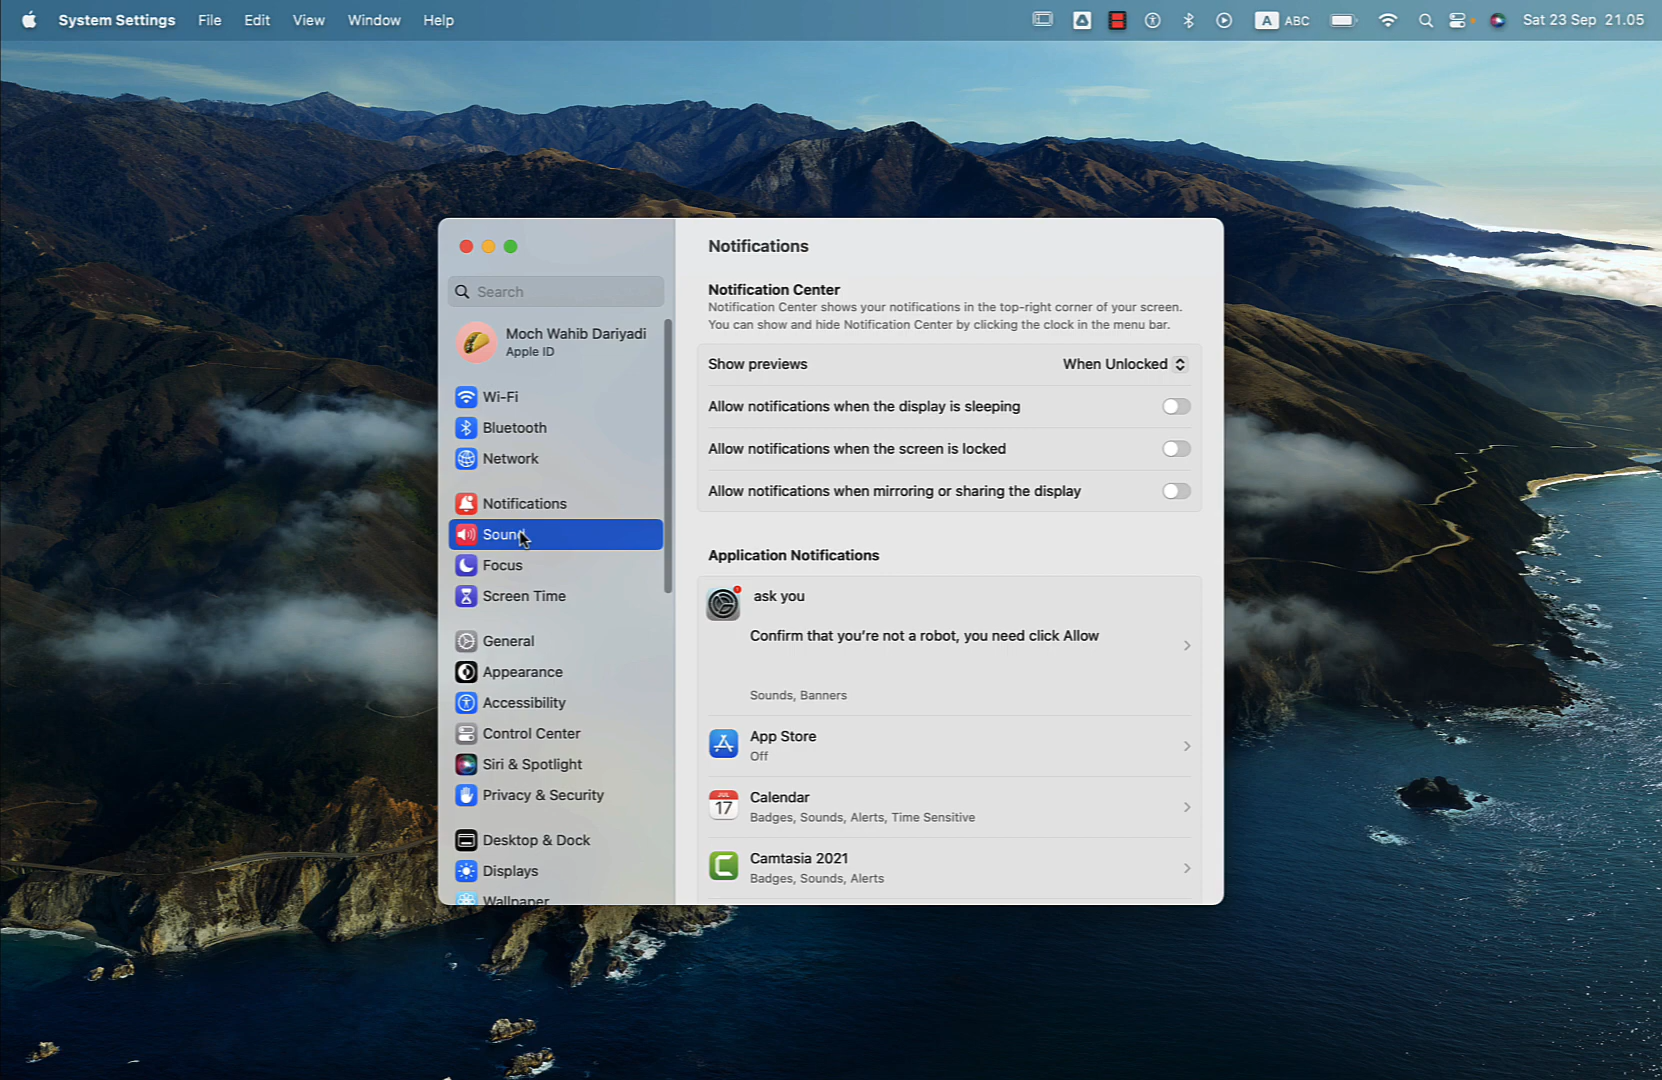 System Settings File Edit View Window Help
A ABC Sat 23 Sep 21.05
Search
Moch Wahib Dariyadi
Apple ID
Wi-Fi
Bluetooth
Network
Notifications
Sound
Focus
Screen Time
General
Appearance
Accessibility
Control Center
Siri & Spotlight
Privacy & Security
Desktop & Dock
Displays
Wallpaper
Notifications
Notification Center
Notification Center shows your notifications in the top-right corner of your screen.
You can show and hide Notification Center by clicking the clock in the menu bar.
Show previews When Unlocked
Allow notifications when the display is sleeping
Allow notifications when the screen is locked
Allow notifications when mirroring or sharing the display
Application Notifications
ask you
Confirm that you're not a robot, you need click Allow
Sounds, Banners
App Store
Off
JUL
17
Calendar
Badges, Sounds, Alerts, Time Sensitive
Camtasia 2021
Badges, Sounds, Alerts